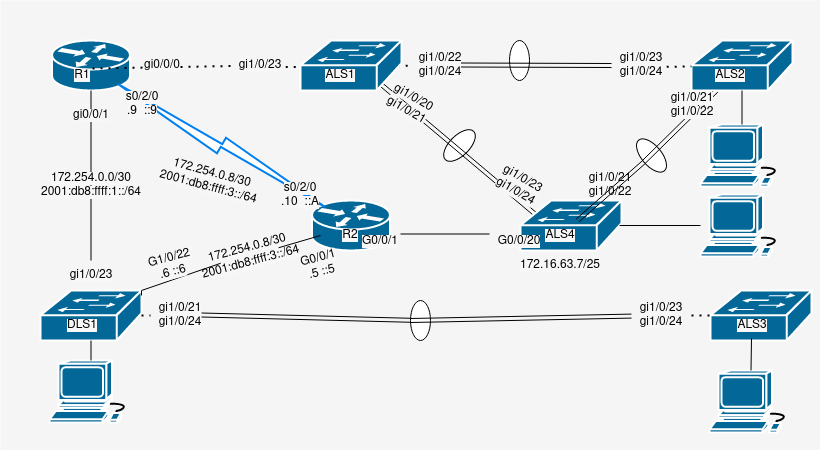 R1
gi0/0/0
gi1/0/23
ALS1
gi1/0/22
gi1/0/24
gi1/0/23
gi1/0/24
ALS2
s0/2/0
.9 ::9
gi0/0/1
gi1/0/20
gi1/0/21
gi1/0/21
gi1/0/22
172.254.0.0/30
2001:db8:ffff:1::/64
172.254.0.8/30
2001:db8:ffff:3::/64
s0/2/0
.10 ::A
gi1/0/23
gi1/0/24
gi1/0/21
gi1/0/22
R2
G0/0/1
G0/0/20
ALS4
172.16.63.7/25
G1/0/22
.6 ::6
172.254.0.8/30
2001:db8:ffff:3::/64
G0/0/1
.5 ::5
gi1/0/23
DLS1
gi1/0/21
gi1/0/24
gi1/0/23
gi1/0/24
ALS3